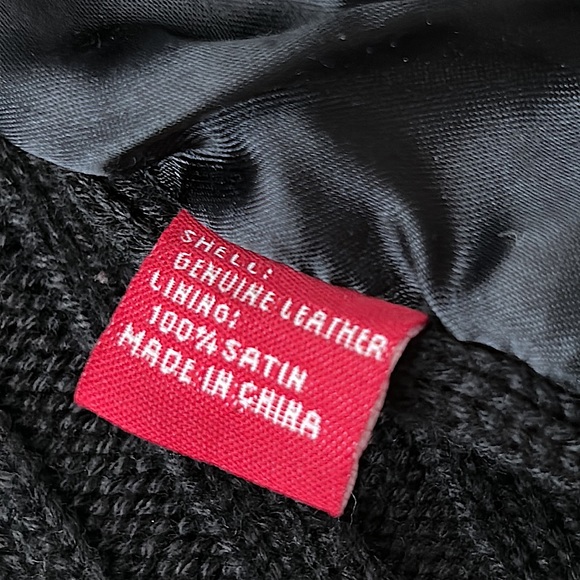 SHELL:
GENUINE LEATHER
LINING:
100% SATIN
MADE IN CHINA